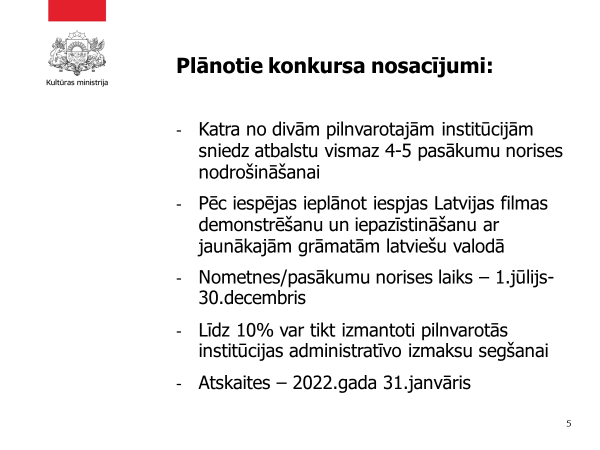 Kultūras ministrija
Plānotie konkursa nosacījumi:
- Katra no divām pilnvarotajām institūcijām
sniedz atbalstu vismaz 4-5 pasākumu norises
nodrošināšanai
- Pēc iespējas ieplānot iespjas Latvijas filmas
demonstrēšanu un iepazīstināšanu ar
jaunākajām grāmatām latviešu valodā
- Nometnes/pasākumu norises laiks – 1.jūlijs-
30.decembris
- Līdz 10% var tikt izmantoti pilnvarotās
institūcijas administratīvo izmaksu segšanai
- Atskaites – 2022.gada 31.janvāris
5